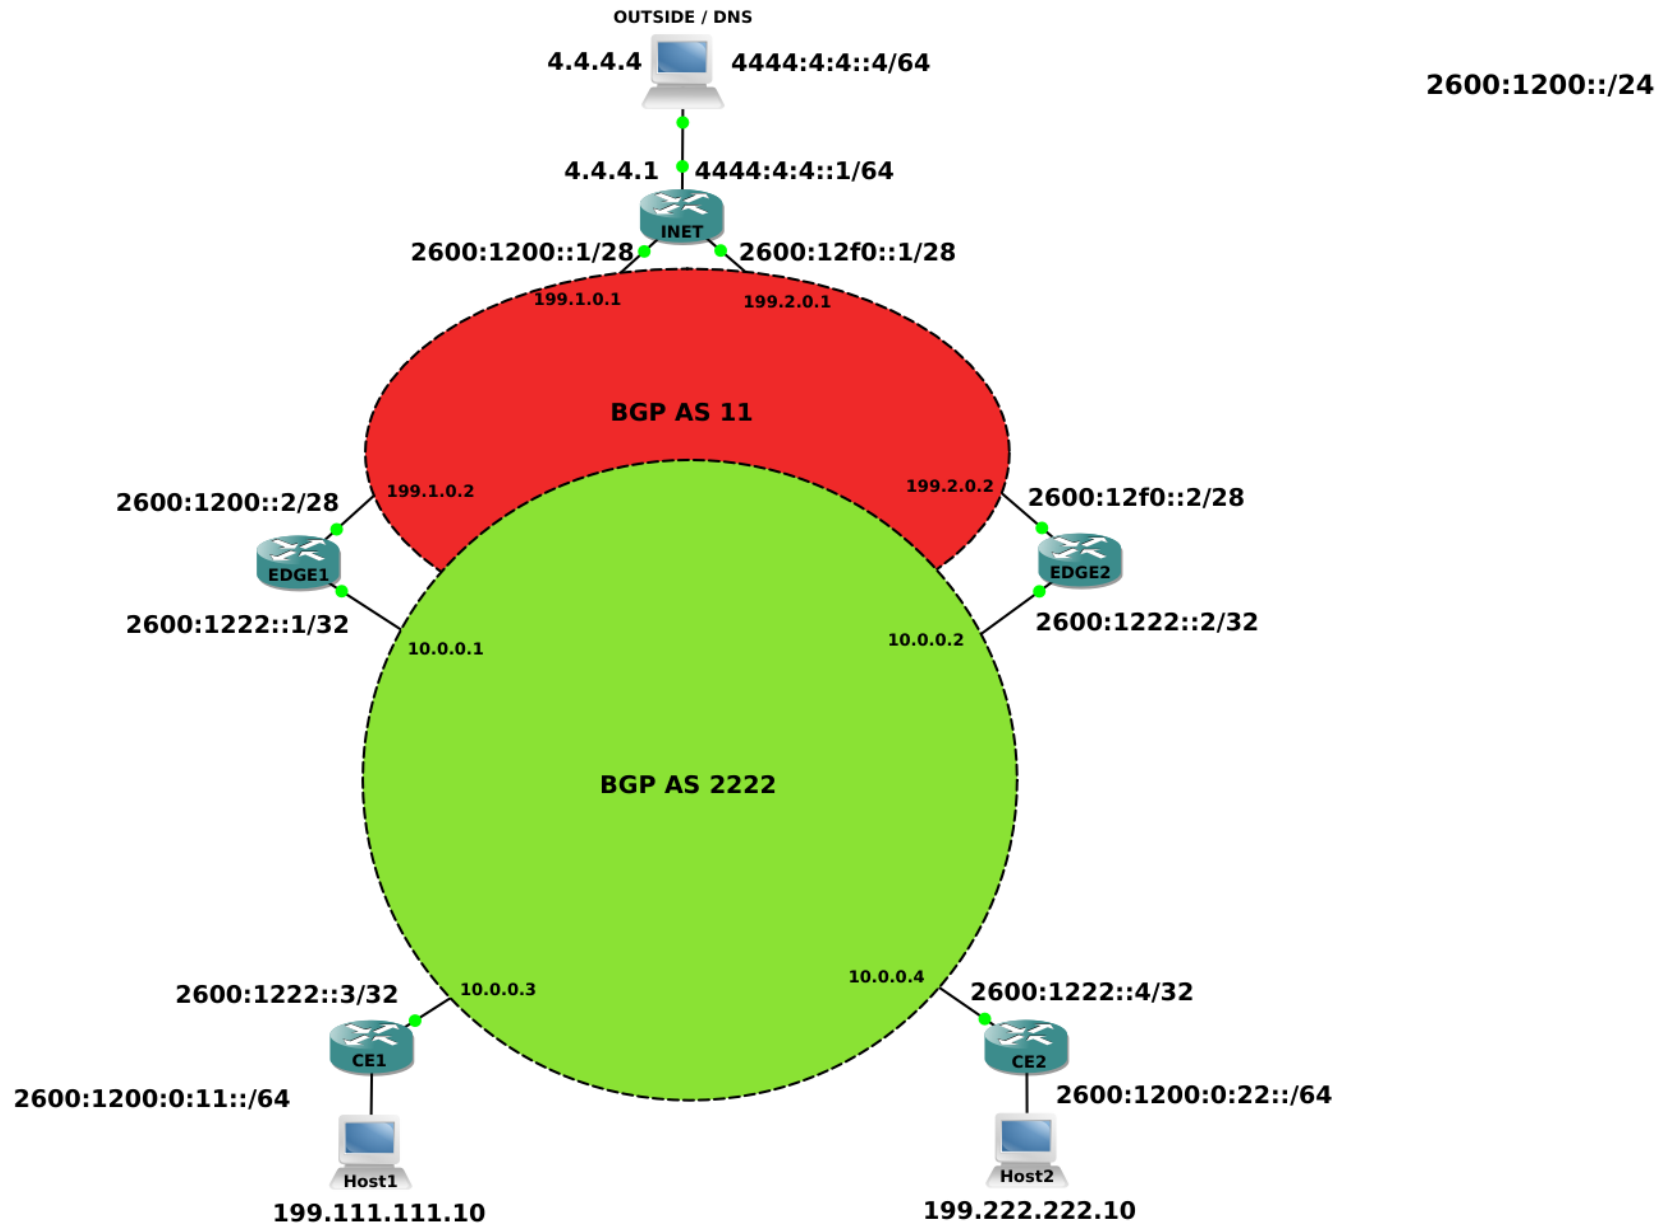 OUTSIDE / DNS
4.4.4.4
4444:4:4::4/64
2600:1200::/24
4.4.4.1
4444:4:4::1/64
INET
2600:1200::1/28
2600:12f0::1/28
199.1.0.1
199.2.0.1
BGP AS 11
199.1.0.2
199.2.0.2
2600:1200::2/28
2600:12f0::2/28
EDGE1
EDGE2
2600:1222::1/32
2600:1222::2/32
10.0.0.1
10.0.0.2
BGP AS 2222
10.0.0.3
10.0.0.4
2600:1222::3/32
2600:1222::4/32
CE1
CE2
2600:1200:0:11::/64
2600:1200:0:22::/64
Host1
Host2
199.111.111.10
199.222.222.10